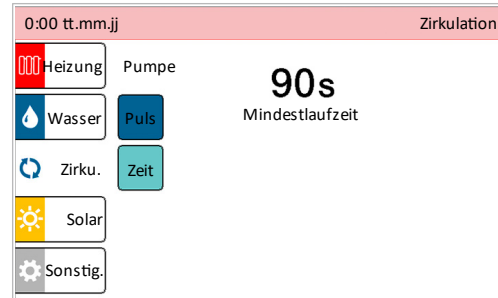 0:00 tt.mm.jj Zirkulation
Heizung Pumpe
90s
Mindestlaufzeit
Wasser Puls
Zirku. Zeit
Solar
Sonstig.